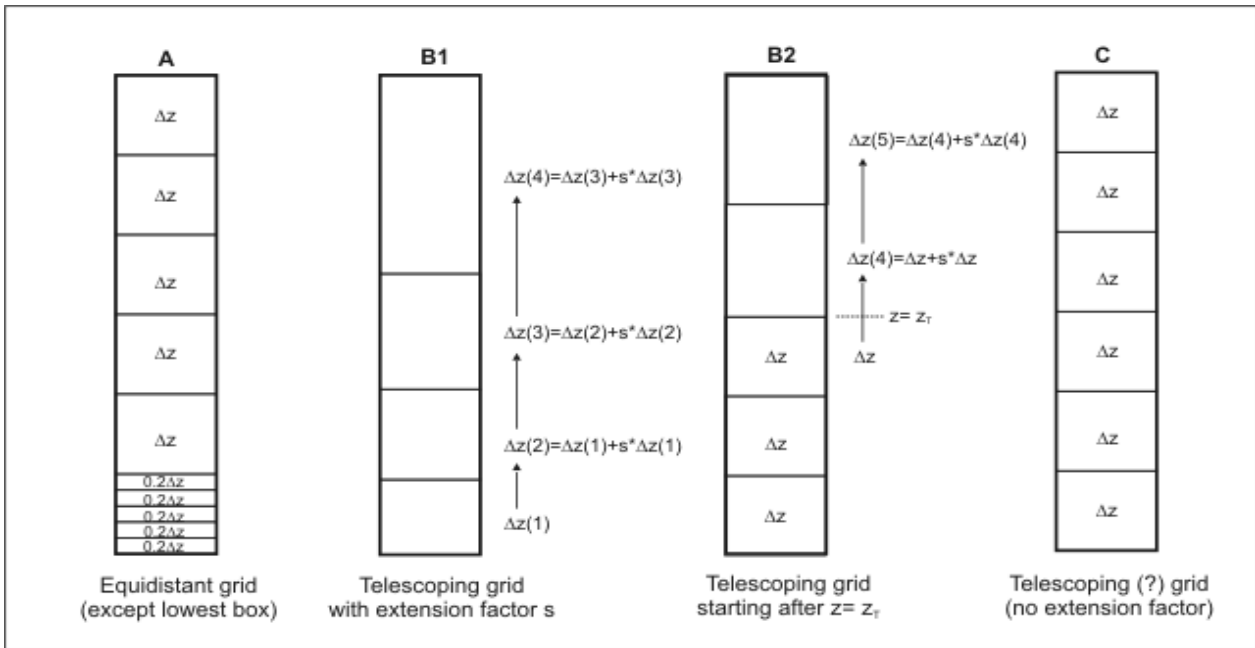 A
Δz
Δz
Δz
Δz
Δz
0.2Δz
0.2Δz
0.2Δz
0.2Δz
0.2Δz
Equidistant grid
(except lowest box)
B1
Δz(4)=Δz(3)+s*Δz(3)
Δz(3)=Δz(2)+s*Δz(2)
Δz(2)=Δz(1)+s*Δz(1)
Δz(1)
Telescoping grid
with extension factor s
B2
Δz(5)=Δz(4)+s*Δz(4)
Δz(4)=Δz+s*Δz
z= z_T
Δz
Δz
Δz
Δz
Telescoping grid
starting after z= z_T
C
Δz
Δz
Δz
Δz
Δz
Δz
Telescoping (?) grid
(no extension factor)